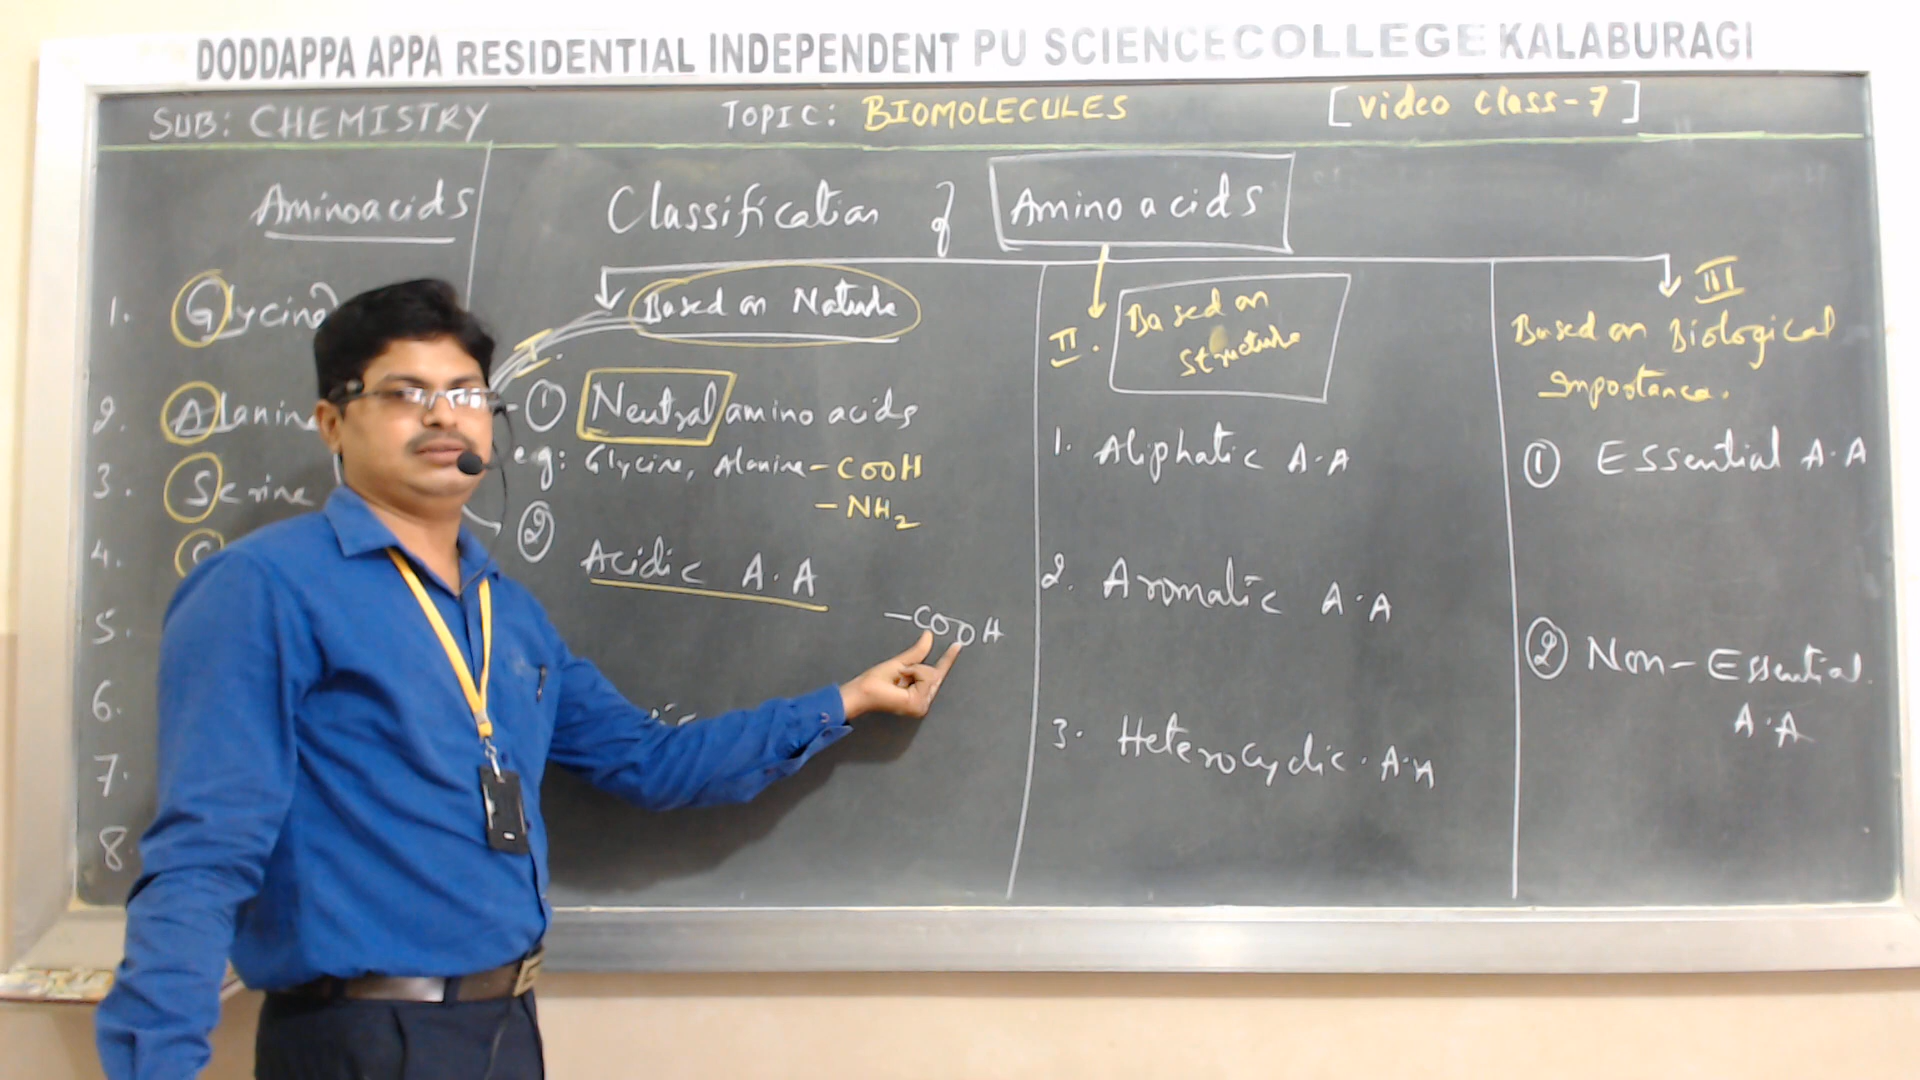 DODDAPPA APPA RESIDENTIAL INDEPENDENT PU SCIENCE COLLEGE KALABURAGI
SUB: CHEMISTRY TOPIC: BIOMOLECULES [Video Class-7]
Aminoacids
1. Glycine
2. Alanine
3. Serine
4.
5.
6.
7.
8.
Classification of Amino acids
I. Based on Nature
1 Neutral amino acids
eg: Glycine, Alanine - COOH
- NH2
2 Acidic A.A
-COOH
II. Based on
Structure
1. Aliphatic A.A
2. Aromatic A.A
3. Heterocyclic. A.A
III
Based on Biological
Importance.
1 Essential A.A
2 Non-Essential
A.A